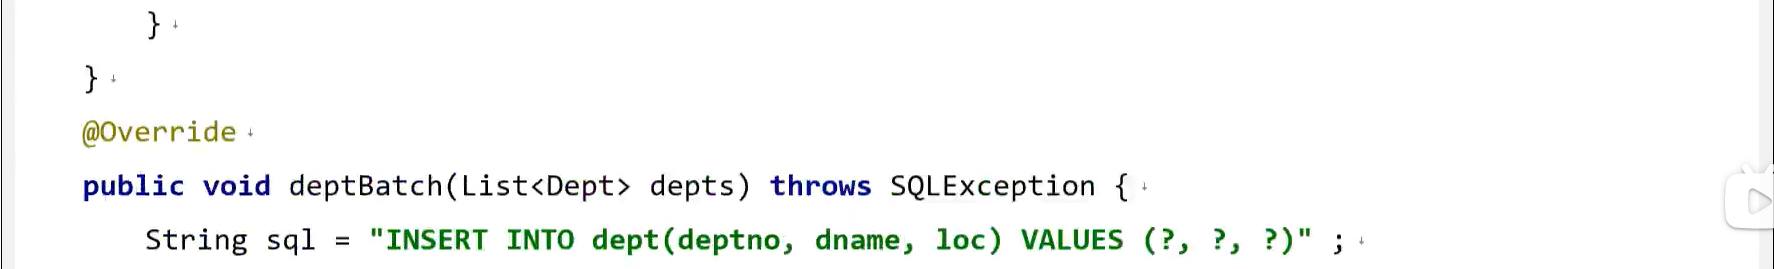 }
}
@Override
public void deptBatch(List<Dept> depts) throws SQLException {
String sql = "INSERT INTO dept(deptno, dname, loc) VALUES (?, ?, ?)" ;